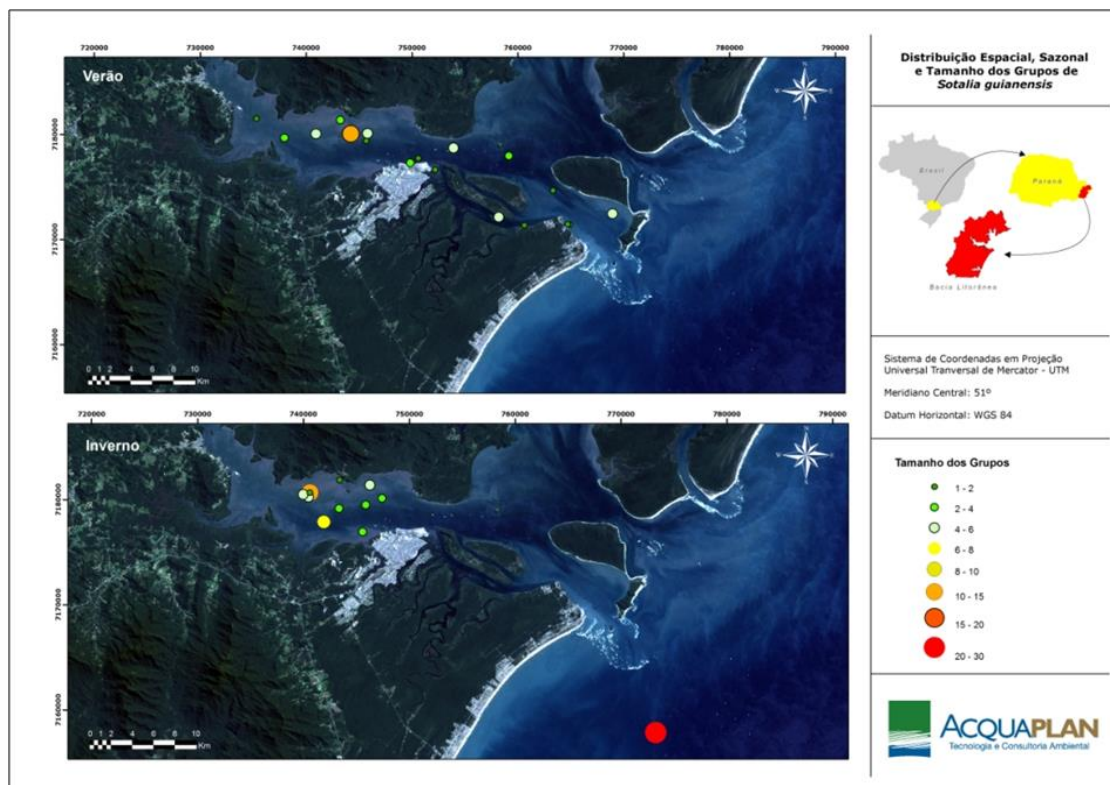 720000 730000 740000 750000 760000 770000 780000 790000
Verão
7180000
7170000
7160000
N
0 1 2 4 6 8 10
Km
720000 730000 740000 750000 760000 770000 780000 790000
Inverno
7180000
7170000
7160000
N
0 1 2 4 6 8 10
Km
Distribuição Espacial, Sazonal
e Tamanho dos Grupos de
Sotalia guianensis
Brasil
Paraná
Bacia Litorânea
Sistema de Coordenadas em Projeção
Universal Tranversal de Mercator - UTM
Meridiano Central: 51º
Datum Horizontal: WGS 84
Tamanho dos Grupos
1 - 2
2 - 4
4 - 6
6 - 8
8 - 10
10 - 15
15 - 20
20 - 30
ACQUAPLAN
Tecnologia e Consultoria Ambiental